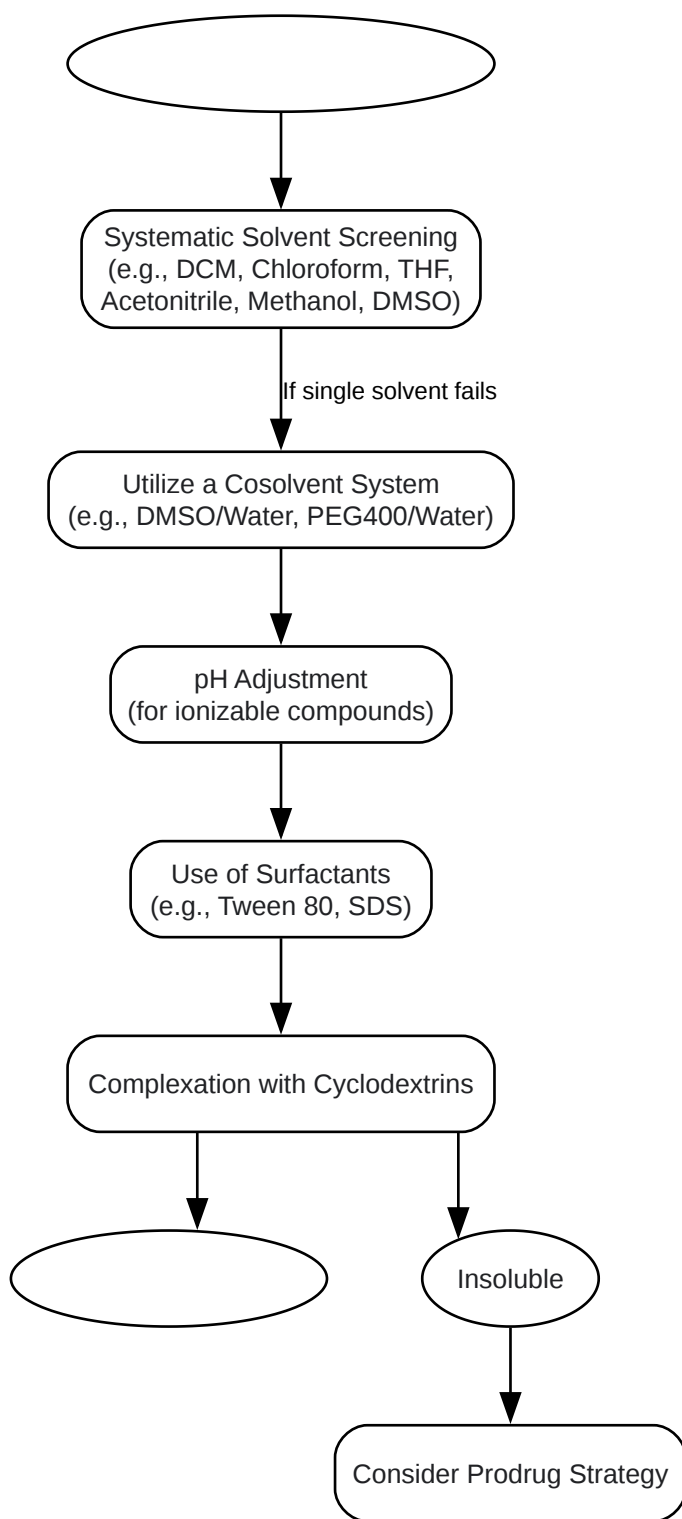 Systematic Solvent Screening
(e.g., DCM, Chloroform, THF,
Acetonitrile, Methanol, DMSO)
If single solvent fails
Utilize a Cosolvent System
(e.g., DMSO/Water, PEG400/Water)
pH Adjustment
(for ionizable compounds)
Use of Surfactants
(e.g., Tween 80, SDS)
Complexation with Cyclodextrins
Insoluble
Consider Prodrug Strategy